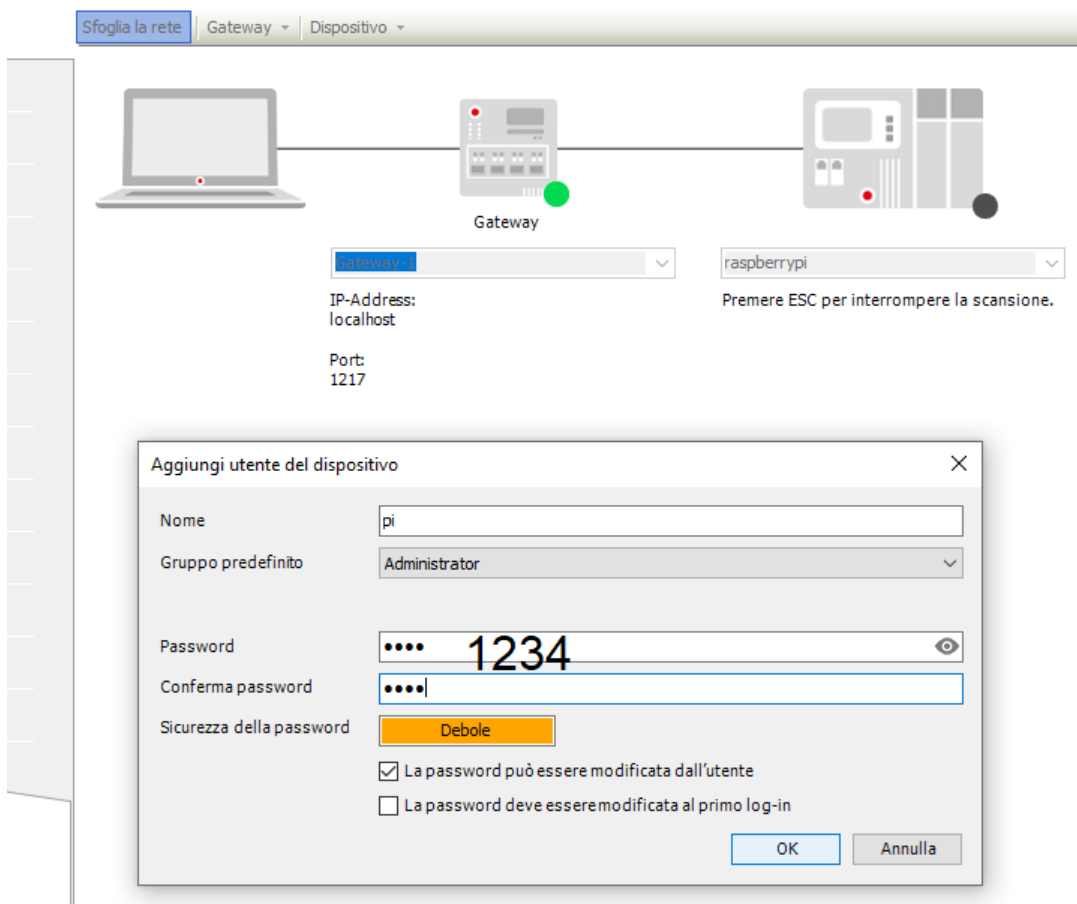 Sfoglia la rete Gateway Dispositivo
Gateway
Gateway-1 raspberrypi
IP-Address: Premere ESC per interrompere la scansione.
localhost
Port:
1217
Aggiungi utente del dispositivo
Nome pi
Gruppo predefinito Administrator
Password •••• 1234
Conferma password ••••
Sicurezza della password Debole
La password può essere modificata dall'utente
La password deve essere modificata al primo log-in
OK Annulla